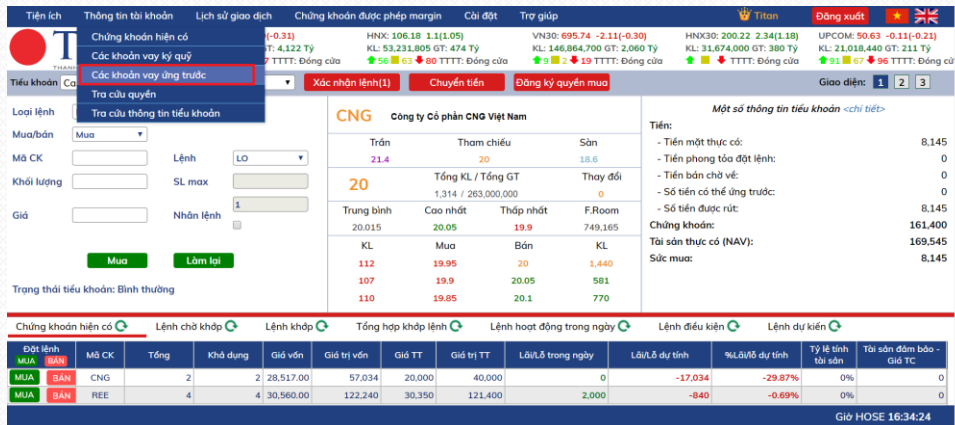 Tiện ích Thông tin tài khoản Lịch sử giao dịch Chứng khoán được phép margin Cài đặt Trợ giúp Titan Đăng xuất
Chứng khoán hiện có
Các khoản vay ký quỹ
Các khoản vay ứng trước
Tra cứu quyền
Tra cứu thông tin tiểu khoản
T
THANH
(-0.31) HNX: 106.18 1.1(1.05) VN30: 695.74 -2.11(-0.30) HNX30: 200.22 2.34(1.18) UPCOM: 50.63 -0.11(-0.21)
GT: 4,122 Tỷ KL: 53,231,805 GT: 474 Tỷ KL: 146,864,700 GT: 2,060 Tỷ KL: 31,674,000 GT: 380 Tỷ KL: 21,018,440 GT: 211 Tỷ
7 TTTT: Đóng cửa 56 63 80 TTTT: Đóng cửa 9 2 19 TTTT: Đóng cửa TTTT: Đóng cửa 91 67 96 TTTT: Đóng cử
Tiểu khoản Ca Xác nhận lệnh(1) Chuyển tiền Đăng ký quyền mua Giao diện: 1 2 3
Loại lệnh
Mua/bán Mua
Mã CK Lệnh LO
Khối lượng SL max
Giá Nhân lệnh 1
Mua Làm lại
Trạng thái tiểu khoản: Bình thường
CNG Công ty Cổ phần CNG Việt Nam
Trần Tham chiếu Sàn
21.4 20 18.6
20 Tổng KL / Tổng GT Thay đổi
1,314 / 263,000,000 0
Trung bình Cao nhất Thấp nhất F.Room
20.015 20.05 19.9 749,165
KL Mua Bán KL
112 19.95 20 1,440
107 19.9 20.05 581
110 19.85 20.1 770
Một số thông tin tiểu khoản <chi tiết>
Tiền:
- Tiền mặt thực có: 8,145
- Tiền phong tỏa đặt lệnh: 0
- Tiền bán chờ về: 0
- Số tiền có thể ứng trước: 0
- Số tiền được rút: 8,145
Chứng khoán: 161,400
Tài sản thực có (NAV): 169,545
Sức mua: 8,145
Chứng khoán hiện có Lệnh chờ khớp Lệnh khớp Tổng hợp khớp lệnh Lệnh hoạt động trong ngày Lệnh điều kiện Lệnh dự kiến
Đặt lệnh MUA BÁN Mã CK Tổng Khả dụng Giá vốn Giá trị vốn Giá TT Giá trị TT Lãi/Lỗ trong ngày Lãi/Lỗ dự tính %Lãi/lỗ dự tính Tỷ lệ tính tài sản Tài sản đảm bảo - Giá TC
MUA BÁN CNG 2 2 28,517.00 57,034 20,000 40,000 0 -17,034 -29.87% 0% 0
MUA BÁN REE 4 4 30,560.00 122,240 30,350 121,400 2,000 -840 -0.69% 0% 0
Giờ HOSE 16:34:24